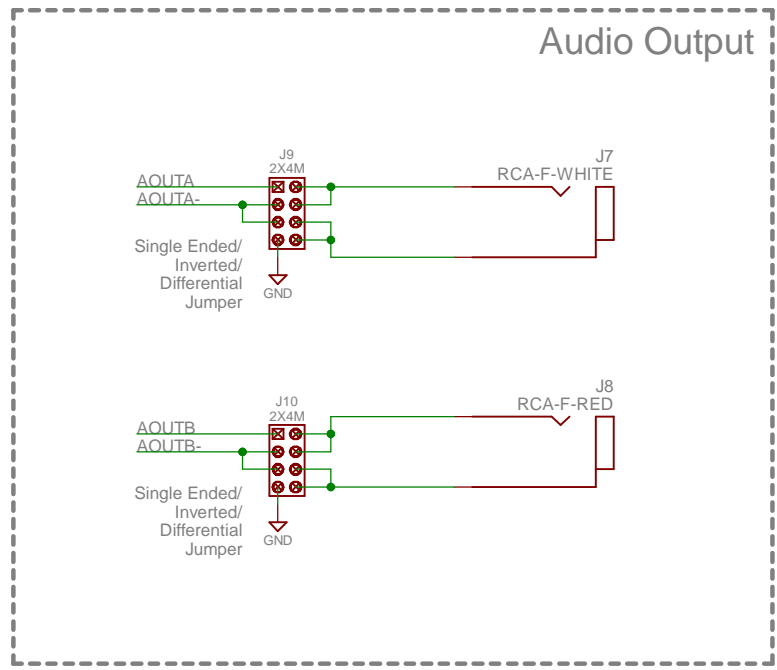 Audio Output
J9
2X4M
J7
RCA-F-WHITE
AOUTA
AOUTA-
Single Ended/
Inverted/
Differential
Jumper
GND
J10
2X4M
J8
RCA-F-RED
AOUTB
AOUTB-
Single Ended/
Inverted/
Differential
Jumper
GND